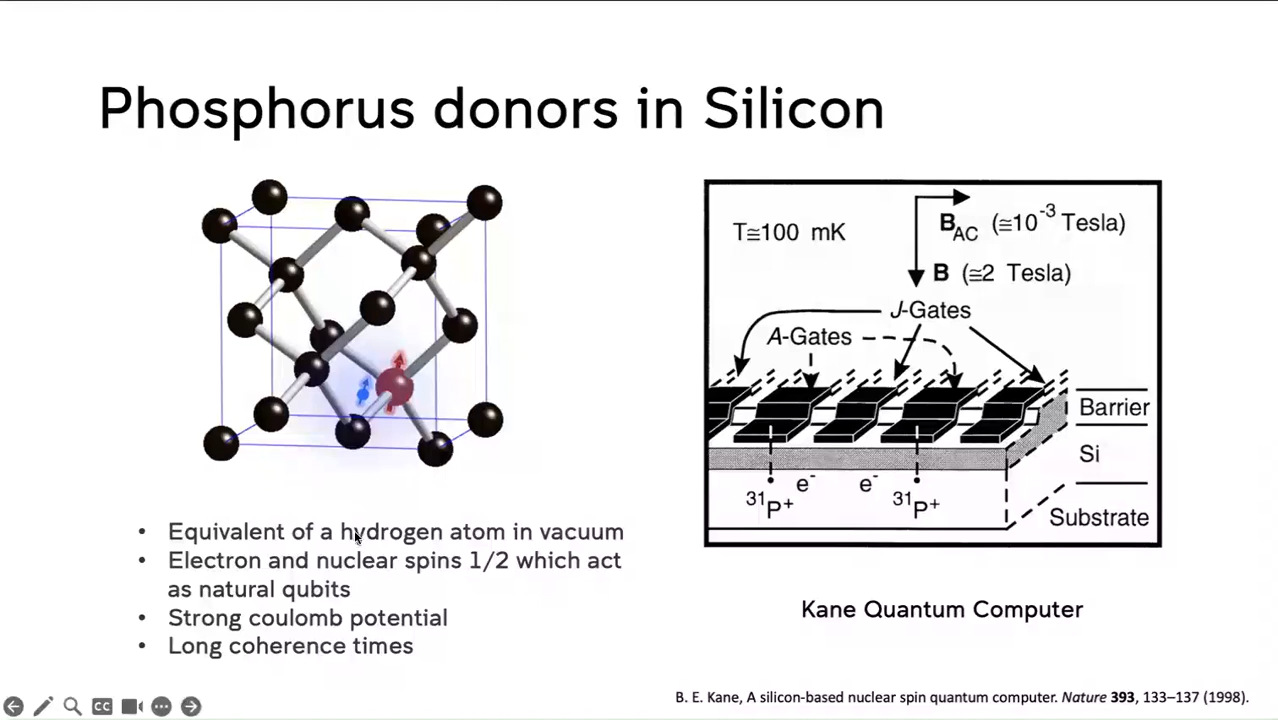 Phosphorus donors in Silicon
• Equivalent of a hydrogen atom in vacuum
• Electron and nuclear spins 1/2 which act
as natural qubits
• Strong coulomb potential
• Long coherence times
T≅100 mK
B_AC (≅10⁻³ Tesla)
B (≅2 Tesla)
J-Gates
A-Gates
Barrier
Si
Substrate
e⁻ e⁻
³¹P⁺ ³¹P⁺
Kane Quantum Computer
B. E. Kane, A silicon-based nuclear spin quantum computer. Nature 393, 133–137 (1998).
CC